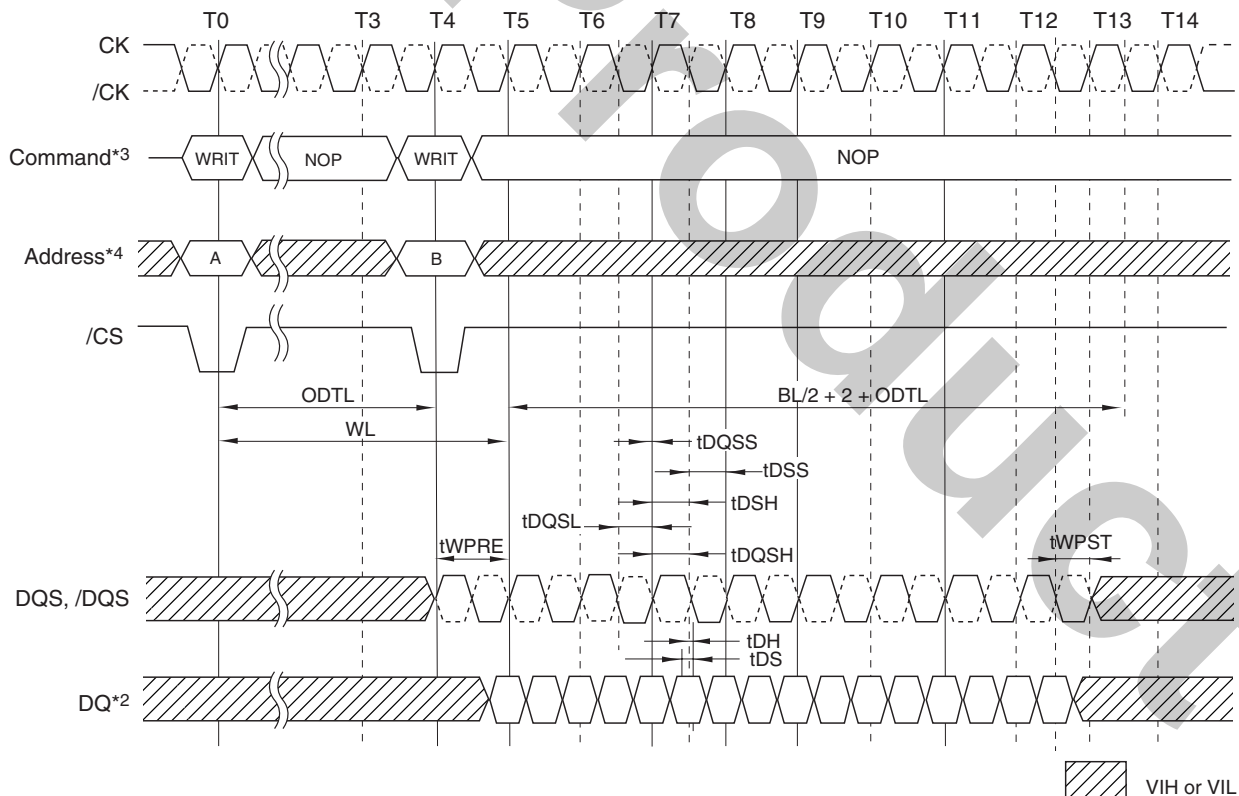 T0 T3 T4 T5 T6 T7 T8 T9 T10 T11 T12 T13 T14
CK
/CK
Command*3 WRIT NOP WRIT NOP
Address*4 A B
/CS
ODTL BL/2 + 2 + ODTL
WL
tDQSS
tDSS
tDSH
tDQSL
tWPRE tDQSH tWPST
DQS, /DQS
tDH
tDS
DQ*2
VIH or VIL
roduct